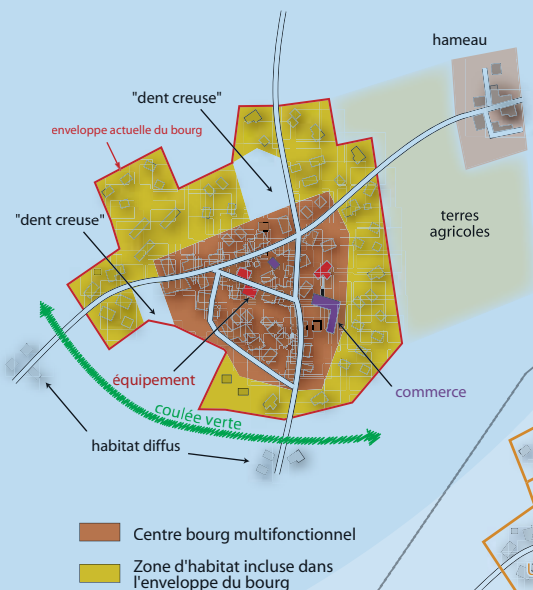 hameau
"dent creuse"
enveloppe actuelle du bourg
"dent creuse"
terres
agricoles
équipement
commerce
coulée verte
habitat diffus
Centre bourg multifonctionnel
Zone d'habitat incluse dans
l'enveloppe du bourg